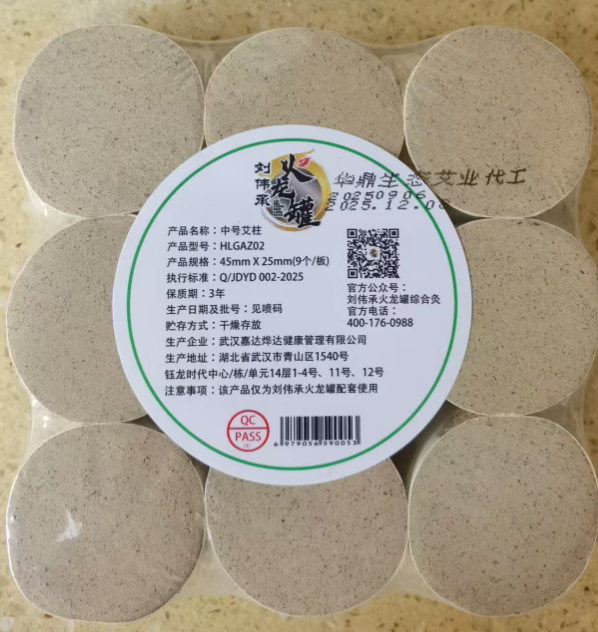 刘伟承
火龙罐
华鼎生态艾业代工
20250906
2025.12.06
产品名称：中号艾柱
产品型号：HLGAZ02
产品规格：45mm X 25mm(9个/板)
执行标准：Q/JDYD 002-2025
保质期：3年
生产日期及批号：见喷码
贮存方式：干燥存放
官方公众号：
刘伟承火龙罐综合灸
官方电话：
400-176-0988
生产企业：武汉嘉达烨达健康管理有限公司
生产地址：湖北省武汉市青山区1540号
钰龙时代中心/栋/单元14层1-4号、11号、12号
注意事项：该产品仅为刘伟承火龙罐配套使用
QC
PASS
6 979056 590053